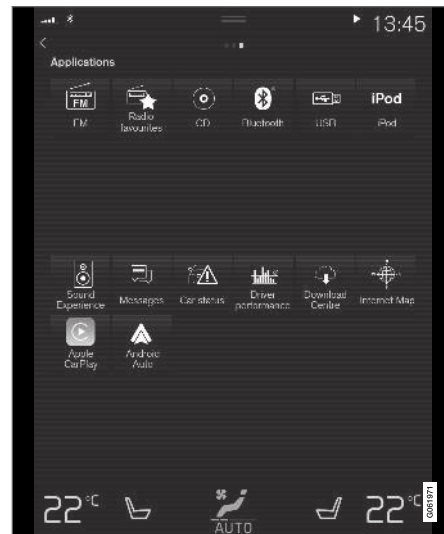 13:45
Applications
FM
FM
Radio
favourites
CD
Bluetooth
USB
iPod
iPod
Sound
Experience
Messages
Car status
Driver
performance
Download
Centre
Internet Map
Apple
CarPlay
Android
Auto
22°C
AUTO
22°C
G061971